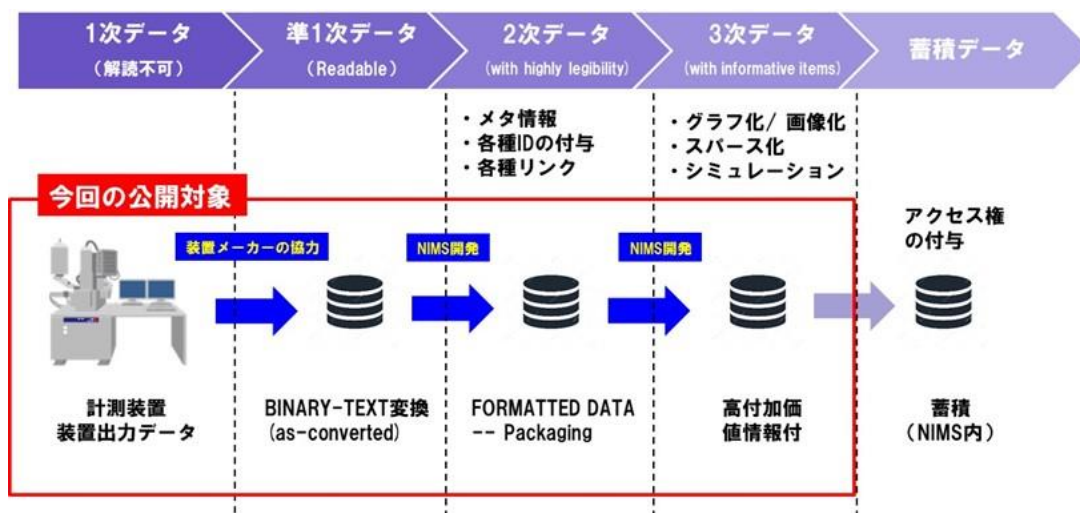 1次データ
（解読不可）
準1次データ
（Readable）
2次データ
(with highly legibility)
3次データ
(with informative items)
蓄積データ
・メタ情報
・各種IDの付与
・各種リンク
・グラフ化/ 画像化
・スパース化
・シミュレーション
今回の公開対象
装置メーカーの協力
NIMS開発
NIMS開発
アクセス権
の付与
計測装置
装置出力データ
BINARY-TEXT変換
(as-converted)
FORMATTED DATA
-- Packaging
高付加価
値情報付
蓄積
（NIMS内）